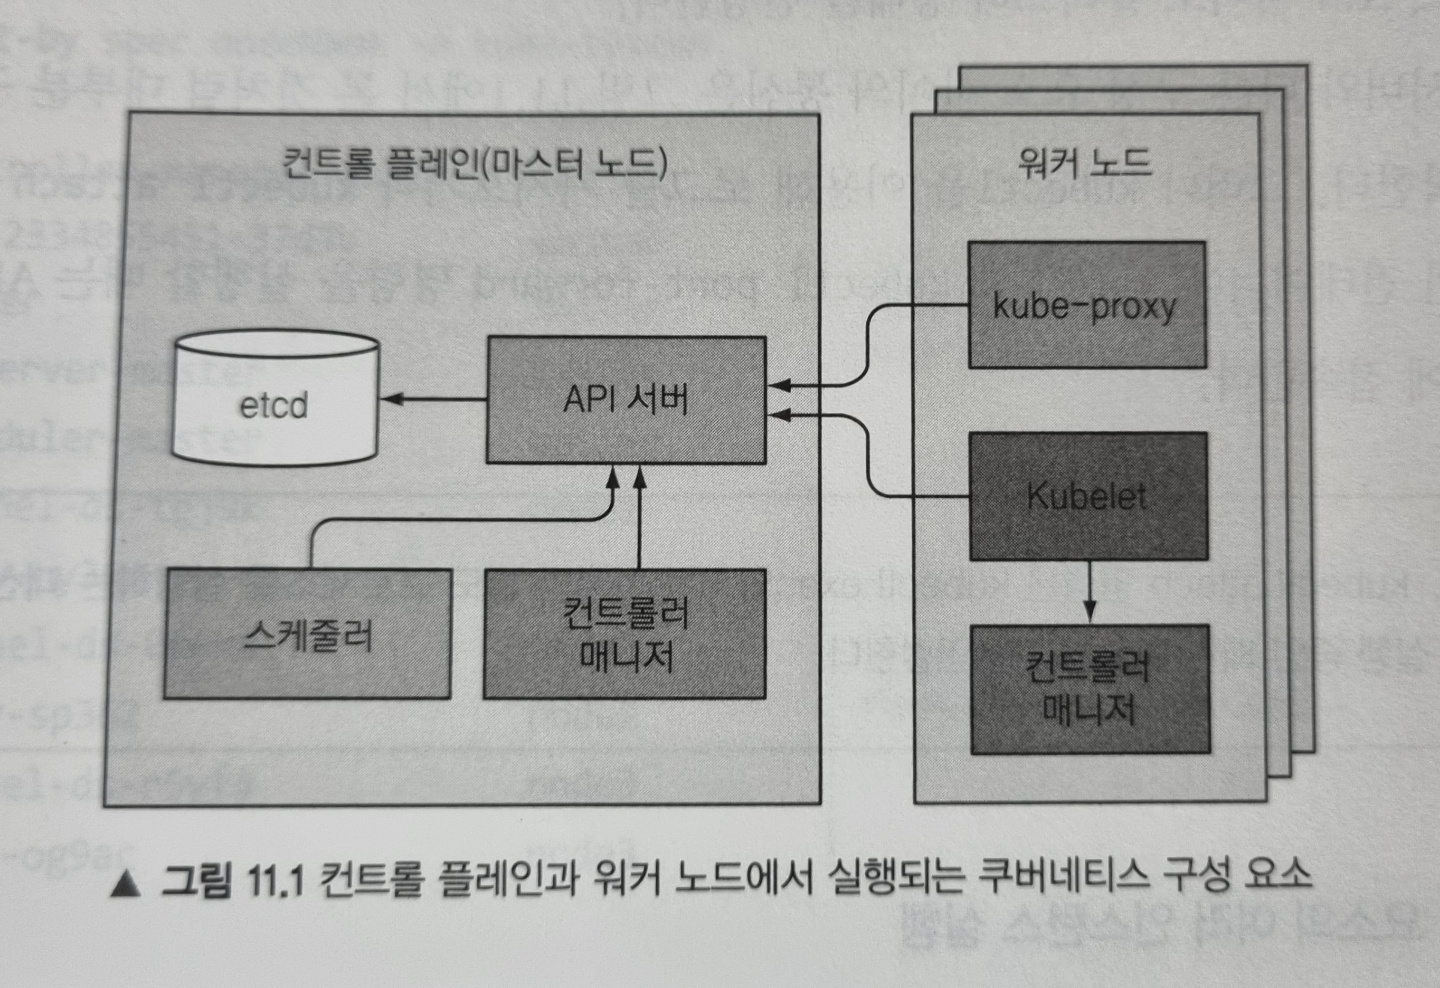 컨트롤 플레인(마스터 노드)
etcd
API 서버
스케줄러
컨트롤러
매니저
워커 노드
kube-proxy
Kubelet
컨트롤러
매니저
▲ 그림 11.1 컨트롤 플레인과 워커 노드에서 실행되는 쿠버네티스 구성 요소